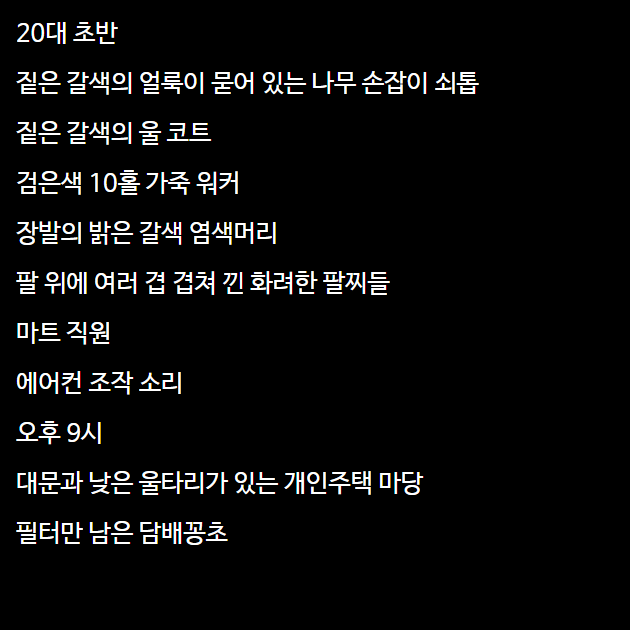 20대 초반
짙은 갈색의 얼룩이 묻어 있는 나무 손잡이 쇠톱
짙은 갈색의 울 코트
검은색 10홀 가죽 워커
장발의 밝은 갈색 염색머리
팔 위에 여러 겹 겹쳐 낀 화려한 팔찌들
마트 직원
에어컨 조작 소리
오후 9시
대문과 낮은 울타리가 있는 개인주택 마당
필터만 남은 담배꽁초